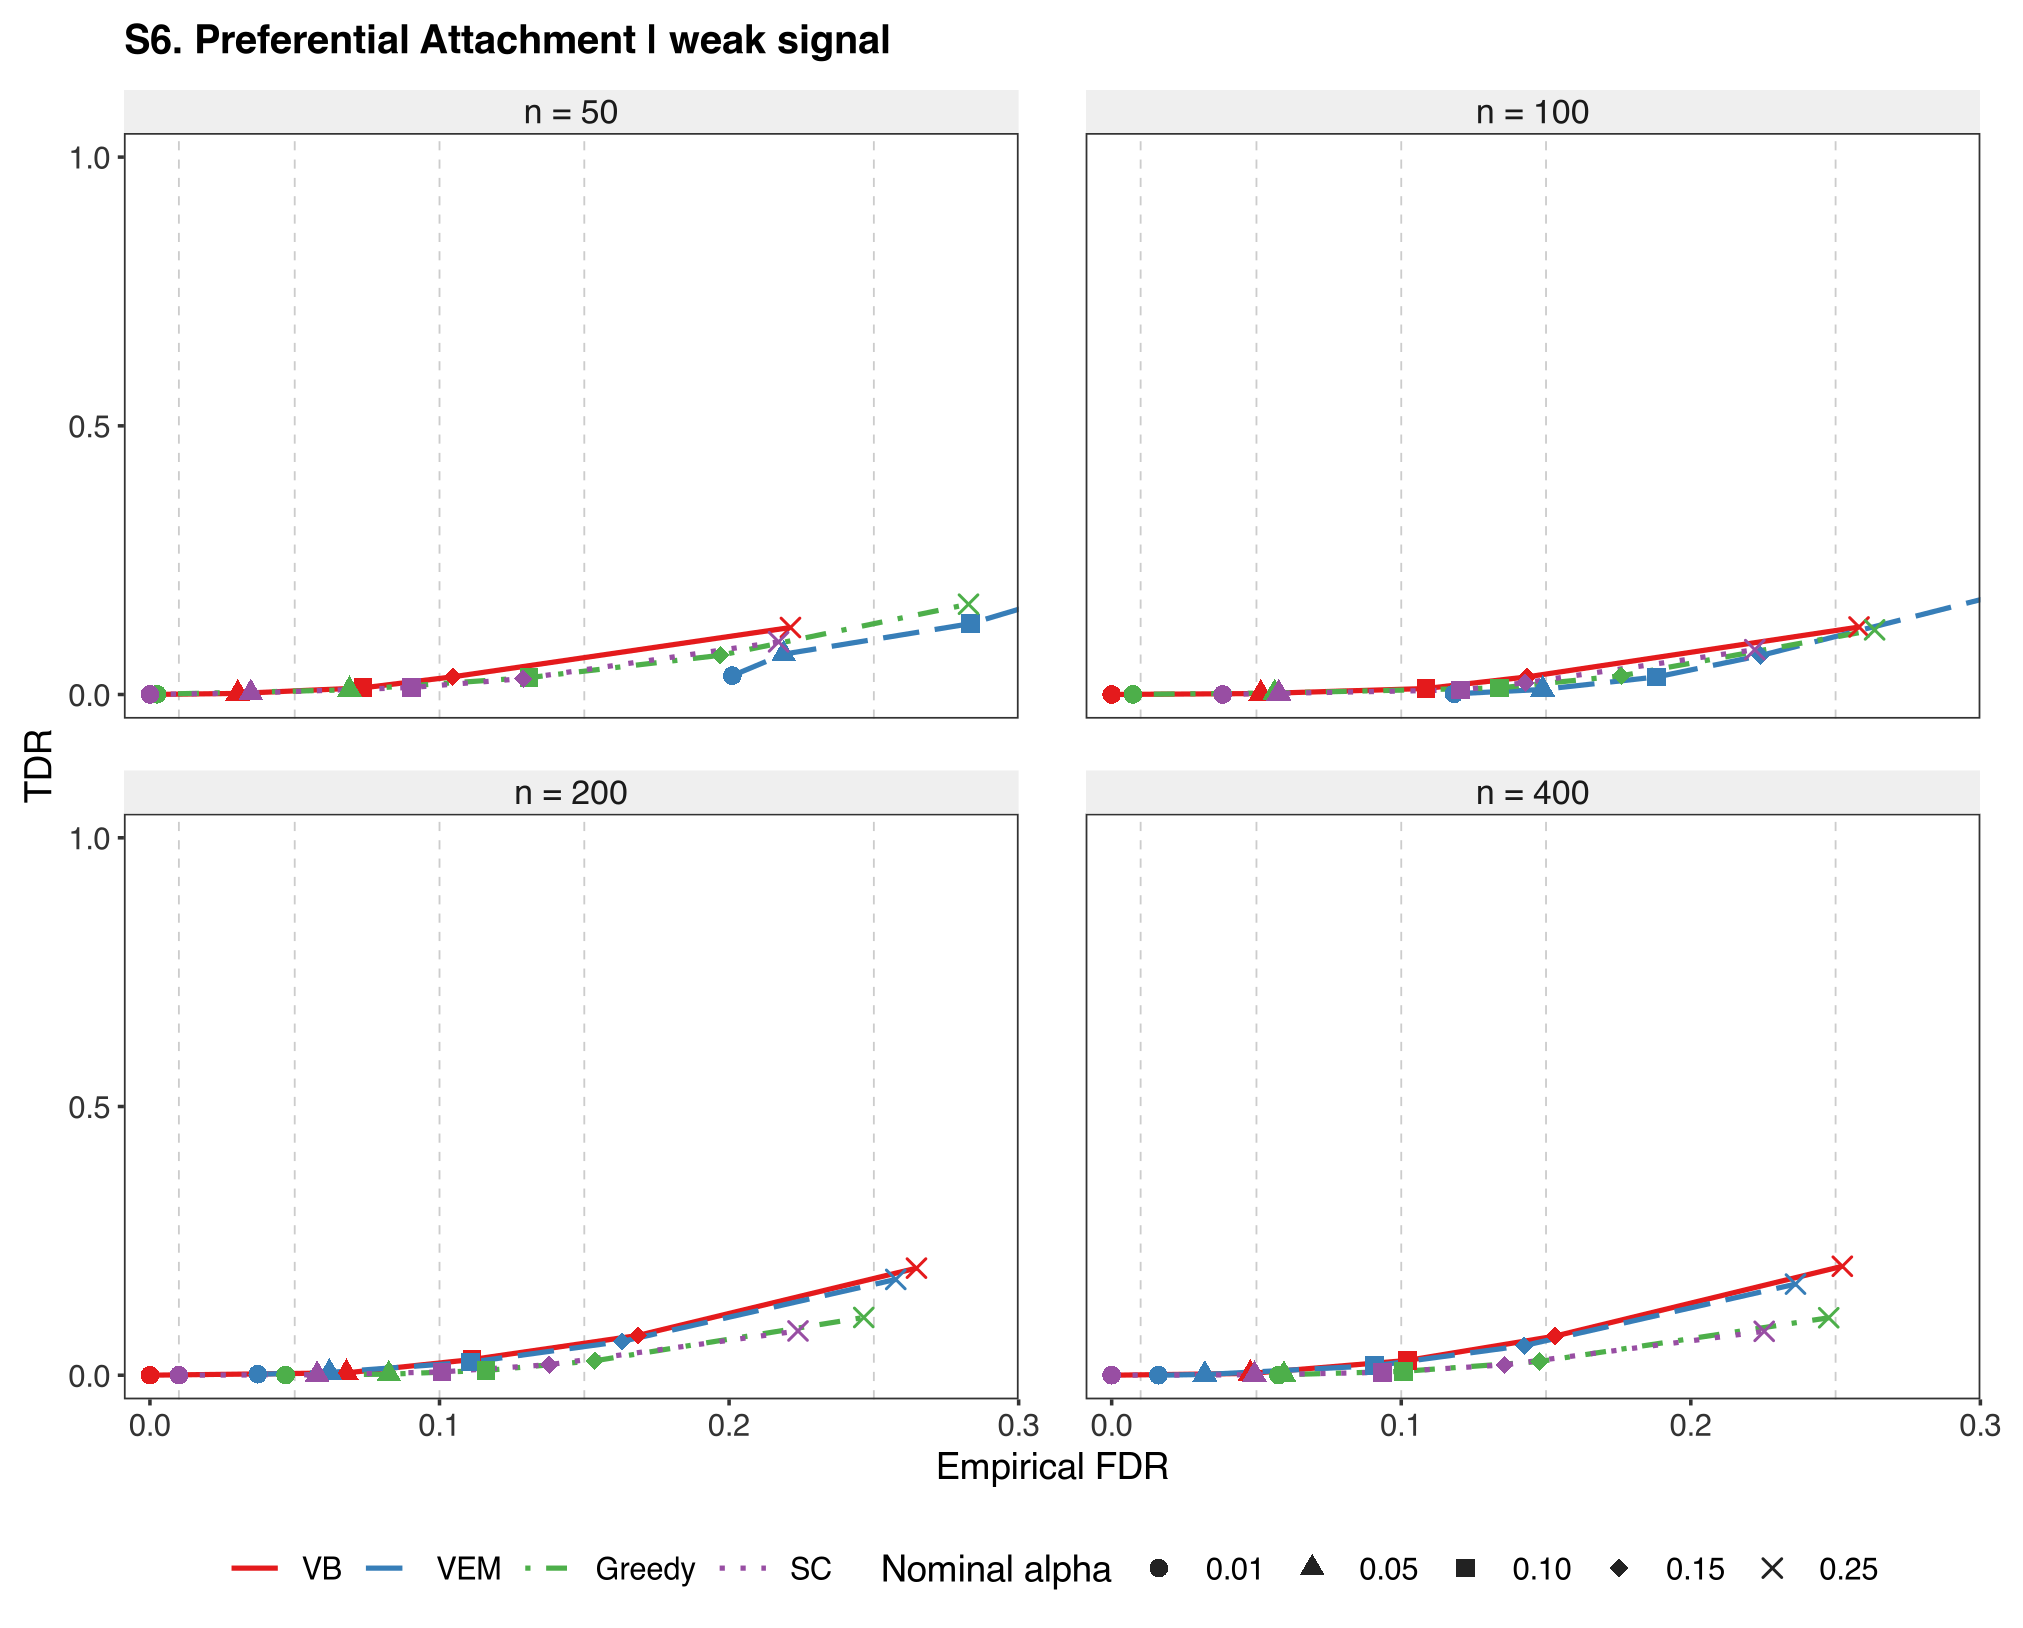 S6. Preferential Attachment | weak signal
n = 50
n = 100
1.0
0.5
0.0
TDR
n = 200
n = 400
1.0
0.5
0.0
0.0 0.1 0.2 0.3
0.0 0.1 0.2 0.3
Empirical FDR
VB VEM Greedy SC Nominal alpha 0.01 0.05 0.10 0.15 0.25